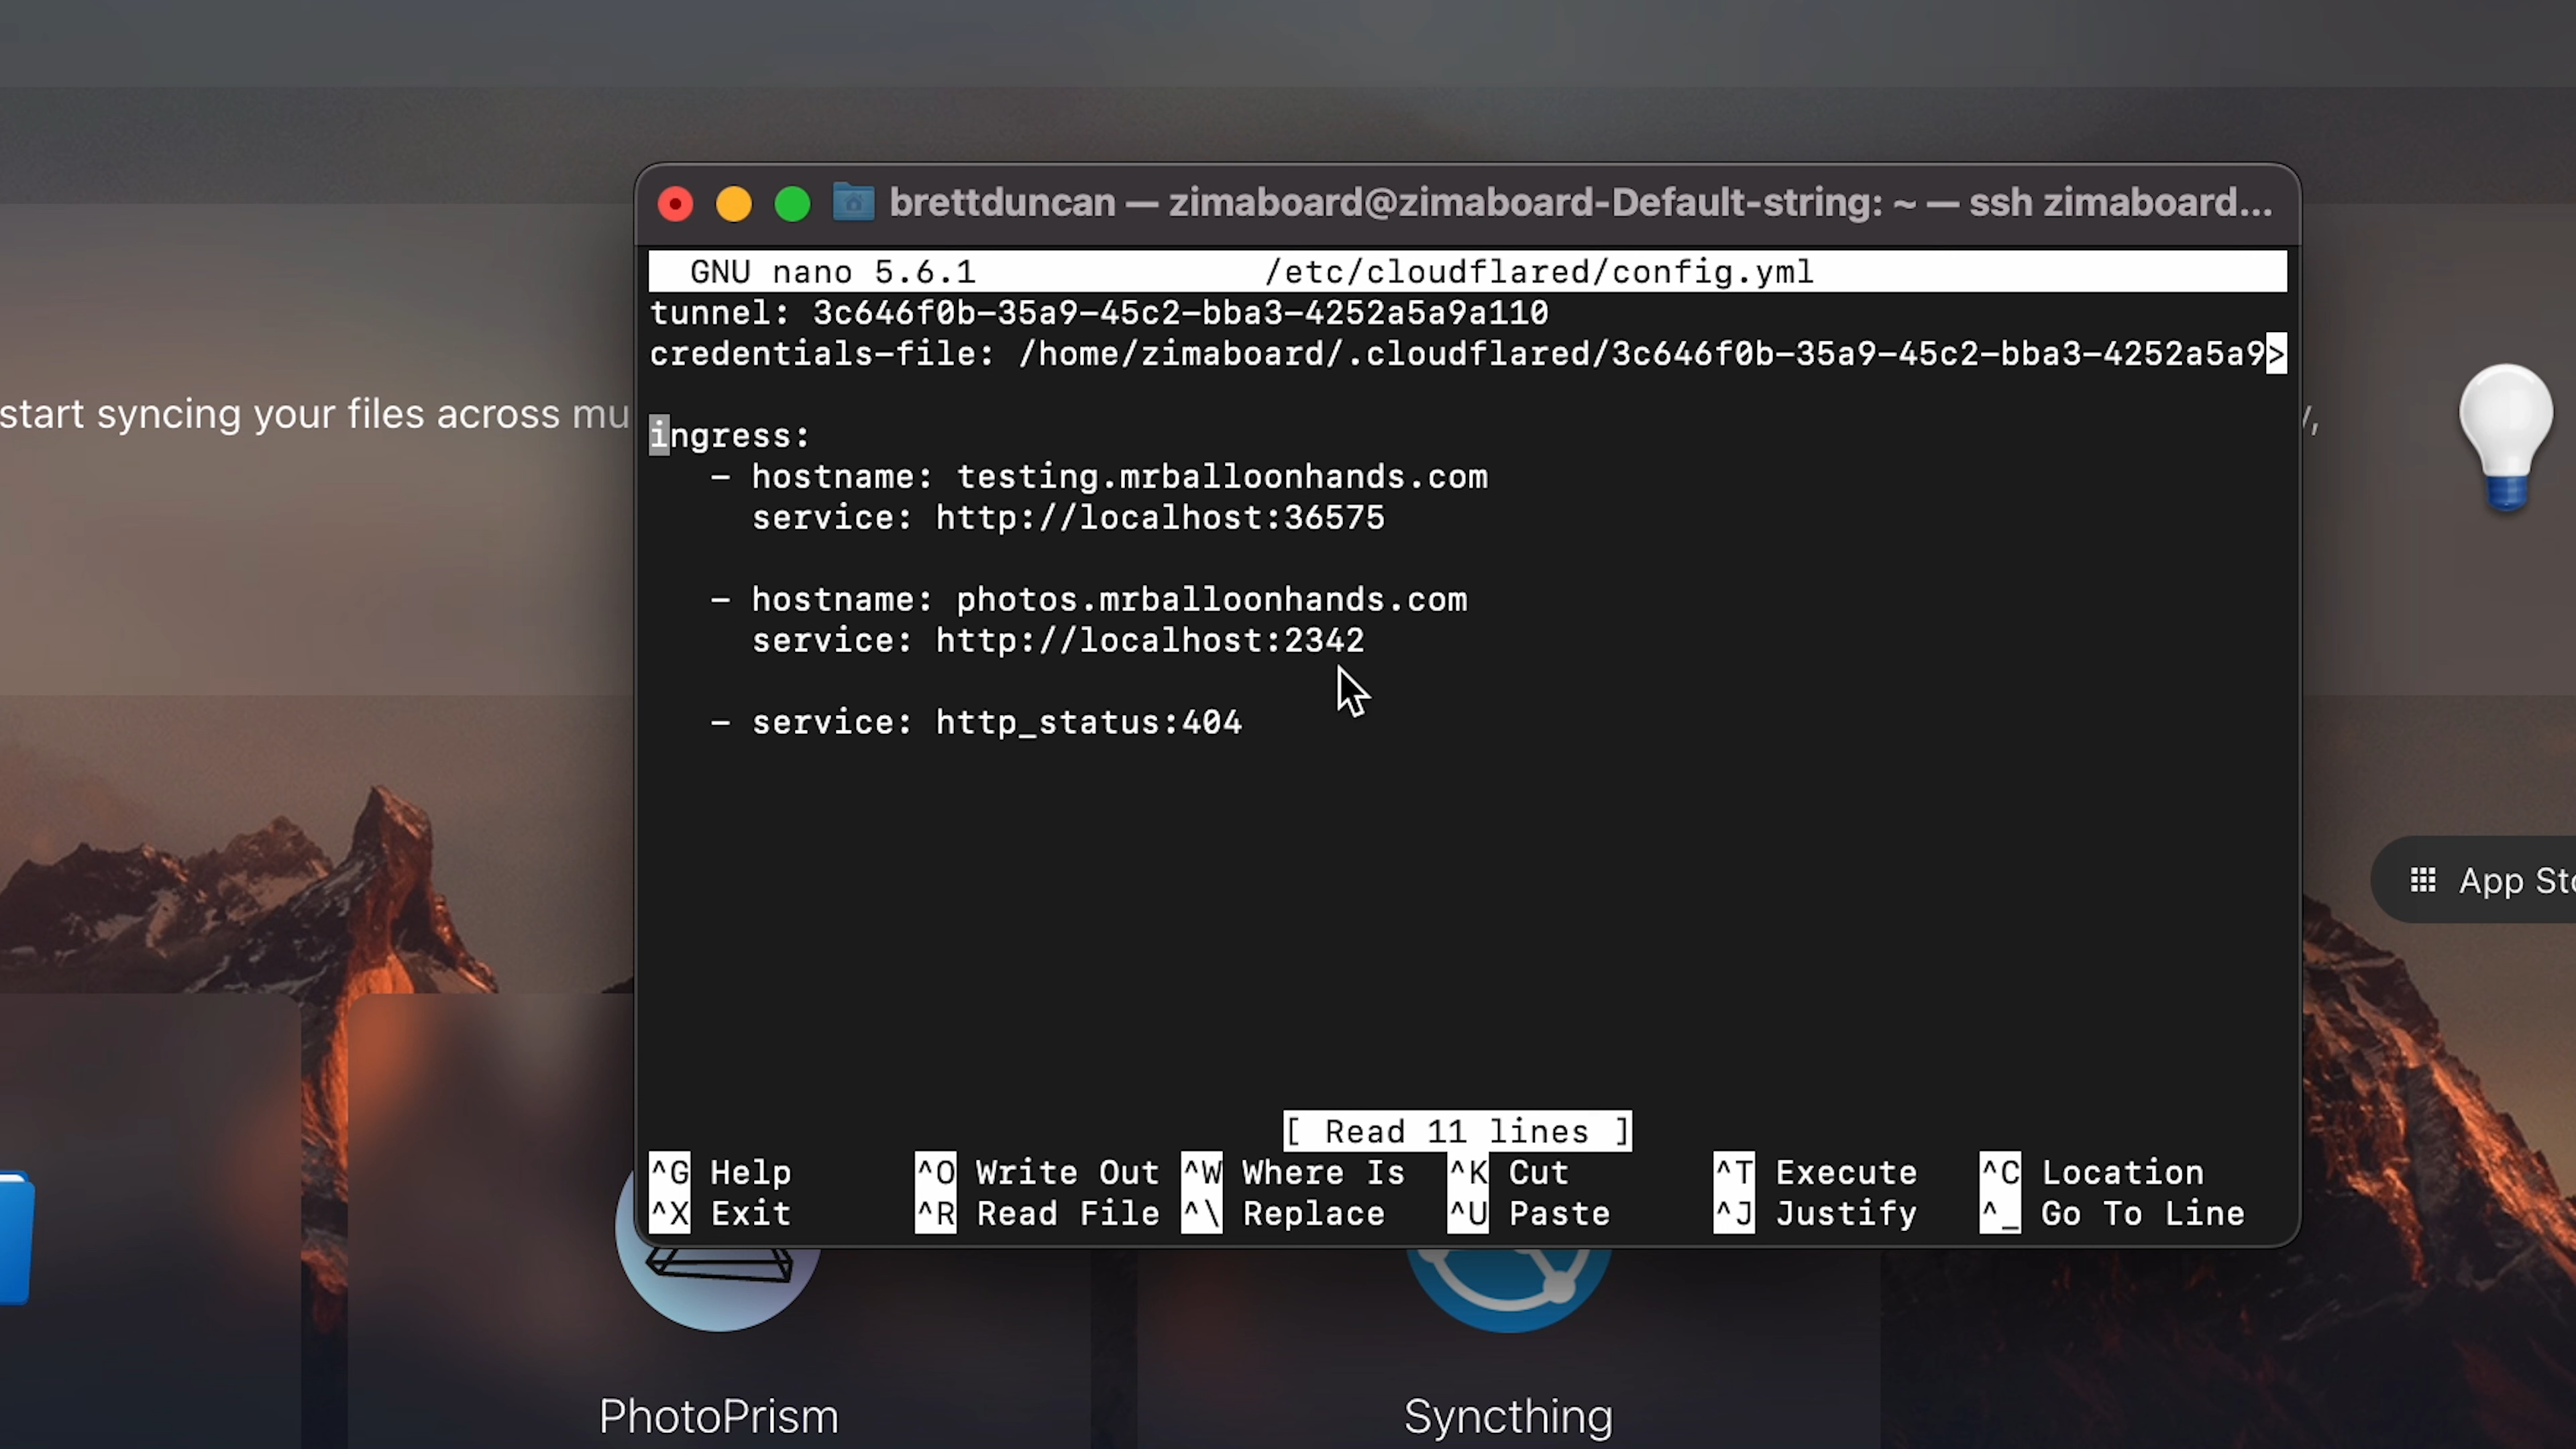 brettduncan — zimaboard@zimaboard-Default-string: ~ — ssh zimaboard...
GNU nano 5.6.1 /etc/cloudflared/config.yml
tunnel: 3c646f0b-35a9-45c2-bba3-4252a5a9a110
credentials-file: /home/zimaboard/.cloudflared/3c646f0b-35a9-45c2-bba3-4252a5a9>
start syncing your files across mu
ingress:
- hostname: testing.mrballoonhands.com
service: http://localhost:36575
- hostname: photos.mrballoonhands.com
service: http://localhost:2342
- service: http_status:404
App Sto
[ Read 11 lines ]
^G Help ^O Write Out ^W Where Is ^K Cut ^T Execute ^C Location
^X Exit ^R Read File ^\ Replace ^U Paste ^J Justify ^_ Go To Line
PhotoPrism
Syncthing